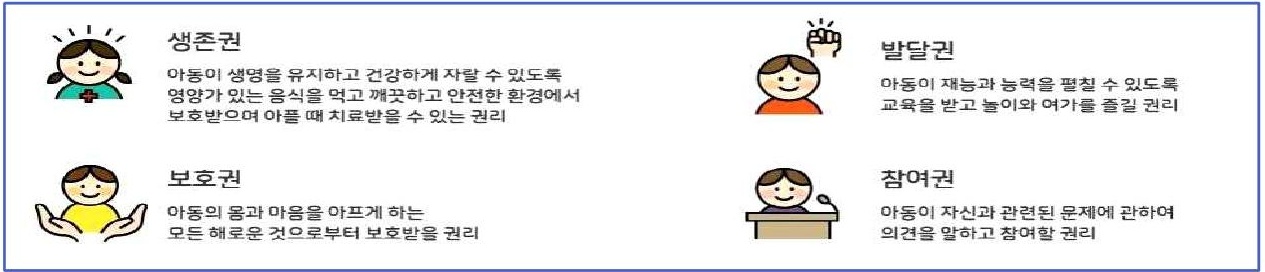 생존권
아동이 생명을 유지하고 건강하게 자랄 수 있도록
영양가 있는 음식을 먹고 깨끗하고 안전한 환경에서
보호받으며 아플 때 치료받을 수 있는 권리
발달권
아동이 재능과 능력을 펼칠 수 있도록
교육을 받고 놀이와 여가를 즐길 권리
보호권
아동의 몸과 마음을 아프게 하는
모든 해로운 것으로부터 보호받을 권리
참여권
아동이 자신과 관련된 문제에 관하여
의견을 말하고 참여할 권리